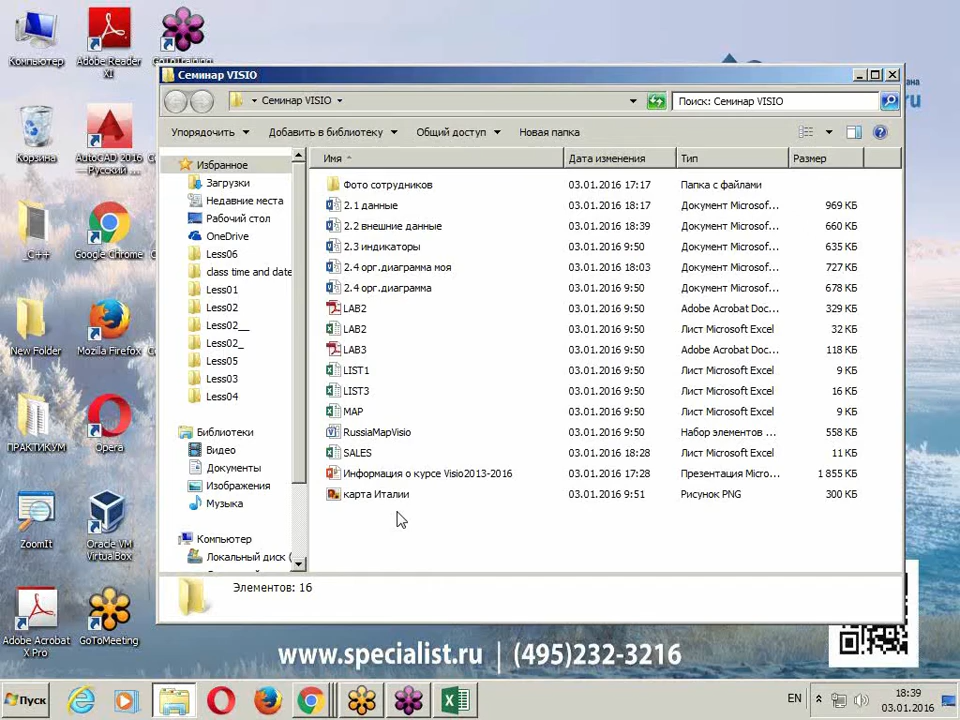 Компьютер
Adobe Reader XI
Корзина
AutoCAD 2016 — Русский ...
_C++
Google Chrome
New Folder
Mozilla Firefox
ПРАКТИКУМ
Opera
ZoomIt
Oracle VM VirtualBox
Adobe Acrobat X Pro
GoToMeeting
Семинар VISIO
Семинар VISIO
Поиск: Семинар VISIO
Упорядочить
Добавить в библиотеку
Общий доступ
Новая папка
Избранное
Загрузки
Недавние места
Рабочий стол
OneDrive
Less06
class time and date
Less01
Less02
Less02__
Less02_
Less05
Less03
Less04
Библиотеки
Видео
Документы
Изображения
Музыка
Компьютер
Локальный диск (
Имя Дата изменения Тип Размер
Фото сотрудников 03.01.2016 17:17 Папка с файлами
2.1 данные 03.01.2016 18:17 Документ Microsof... 969 КБ
2.2 внешние данные 03.01.2016 18:39 Документ Microsof... 660 КБ
2.3 индикаторы 03.01.2016 9:50 Документ Microsof... 635 КБ
2.4 орг.диаграмма моя 03.01.2016 18:03 Документ Microsof... 727 КБ
2.4 орг.диаграмма 03.01.2016 9:50 Документ Microsof... 678 КБ
LAB2 03.01.2016 9:50 Adobe Acrobat Doc... 329 КБ
LAB2 03.01.2016 9:50 Лист Microsoft Excel 32 КБ
LAB3 03.01.2016 9:50 Adobe Acrobat Doc... 118 КБ
LIST1 03.01.2016 9:50 Лист Microsoft Excel 9 КБ
LIST3 03.01.2016 9:50 Лист Microsoft Excel 16 КБ
MAP 03.01.2016 9:50 Лист Microsoft Excel 9 КБ
RussiaMapVisio 03.01.2016 9:50 Набор элементов ... 558 КБ
SALES 03.01.2016 18:28 Лист Microsoft Excel 11 КБ
Информация о курсе Visio2013-2016 03.01.2016 17:28 Презентация Micro... 1 855 КБ
карта Италии 03.01.2016 9:51 Рисунок PNG 300 КБ
Элементов: 16
www.specialist.ru | (495)232-3216
Пуск
EN
18:39
03.01.2016